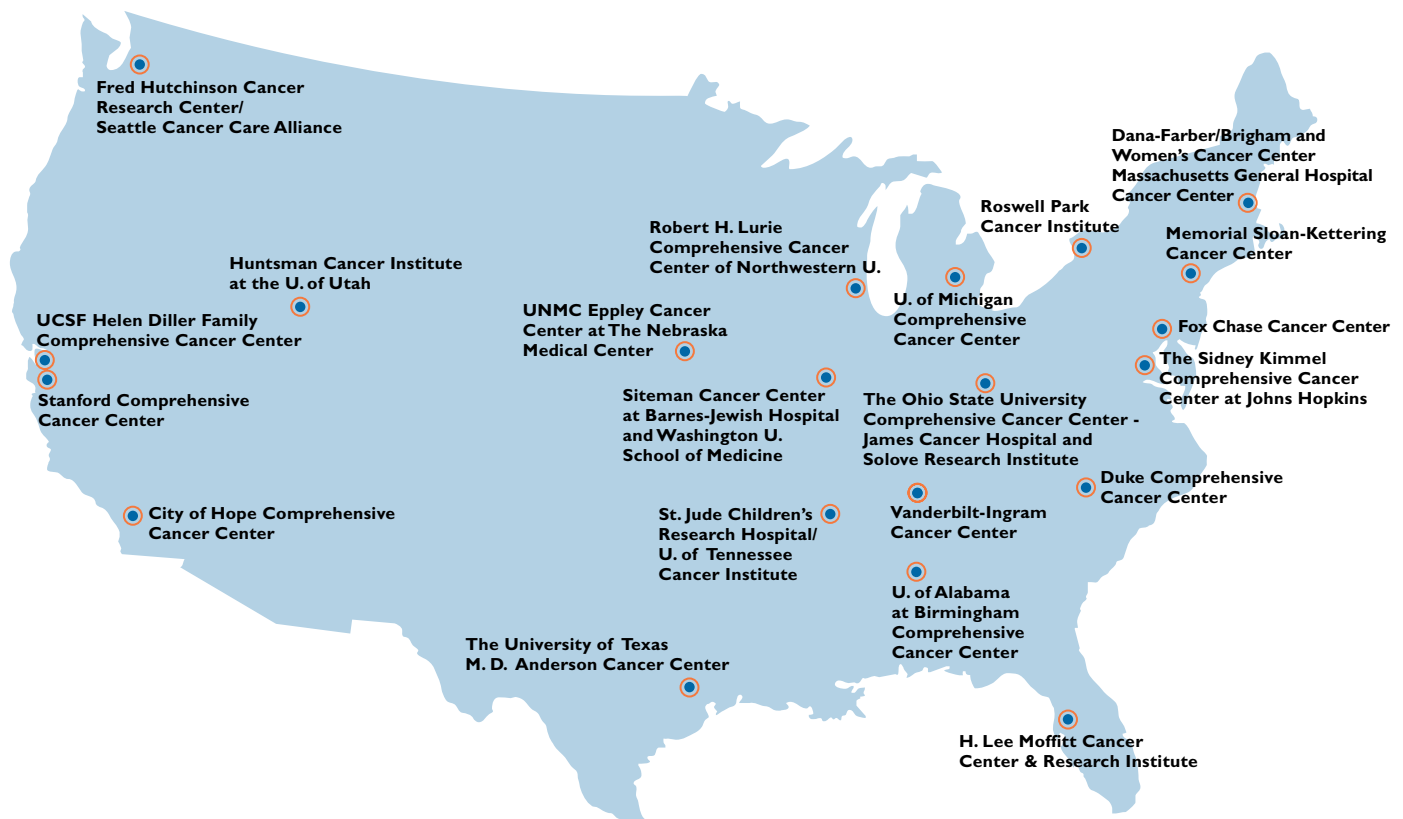 Fred Hutchinson Cancer
Research Center/
Seattle Cancer Care Alliance
Dana-Farber/Brigham and
Women’s Cancer Center
Massachusetts General Hospital
Cancer Center
Roswell Park
Cancer Institute
Memorial Sloan-Kettering
Cancer Center
Robert H. Lurie
Comprehensive Cancer
Center of Northwestern U.
Huntsman Cancer Institute
at the U. of Utah
U. of Michigan
Comprehensive
Cancer Center
UNMC Eppley Cancer
Center at The Nebraska
Medical Center
UCSF Helen Diller Family
Comprehensive Cancer Center
Fox Chase Cancer Center
The Sidney Kimmel
Comprehensive Cancer
Center at Johns Hopkins
Stanford Comprehensive
Cancer Center
Siteman Cancer Center
at Barnes-Jewish Hospital
and Washington U.
School of Medicine
The Ohio State University
Comprehensive Cancer Center -
James Cancer Hospital and
Solove Research Institute
Duke Comprehensive
Cancer Center
City of Hope Comprehensive
Cancer Center
St. Jude Children’s
Research Hospital/
U. of Tennessee
Cancer Institute
Vanderbilt-Ingram
Cancer Center
U. of Alabama
at Birmingham
Comprehensive
Cancer Center
The University of Texas
M. D. Anderson Cancer Center
H. Lee Moffitt Cancer
Center & Research Institute